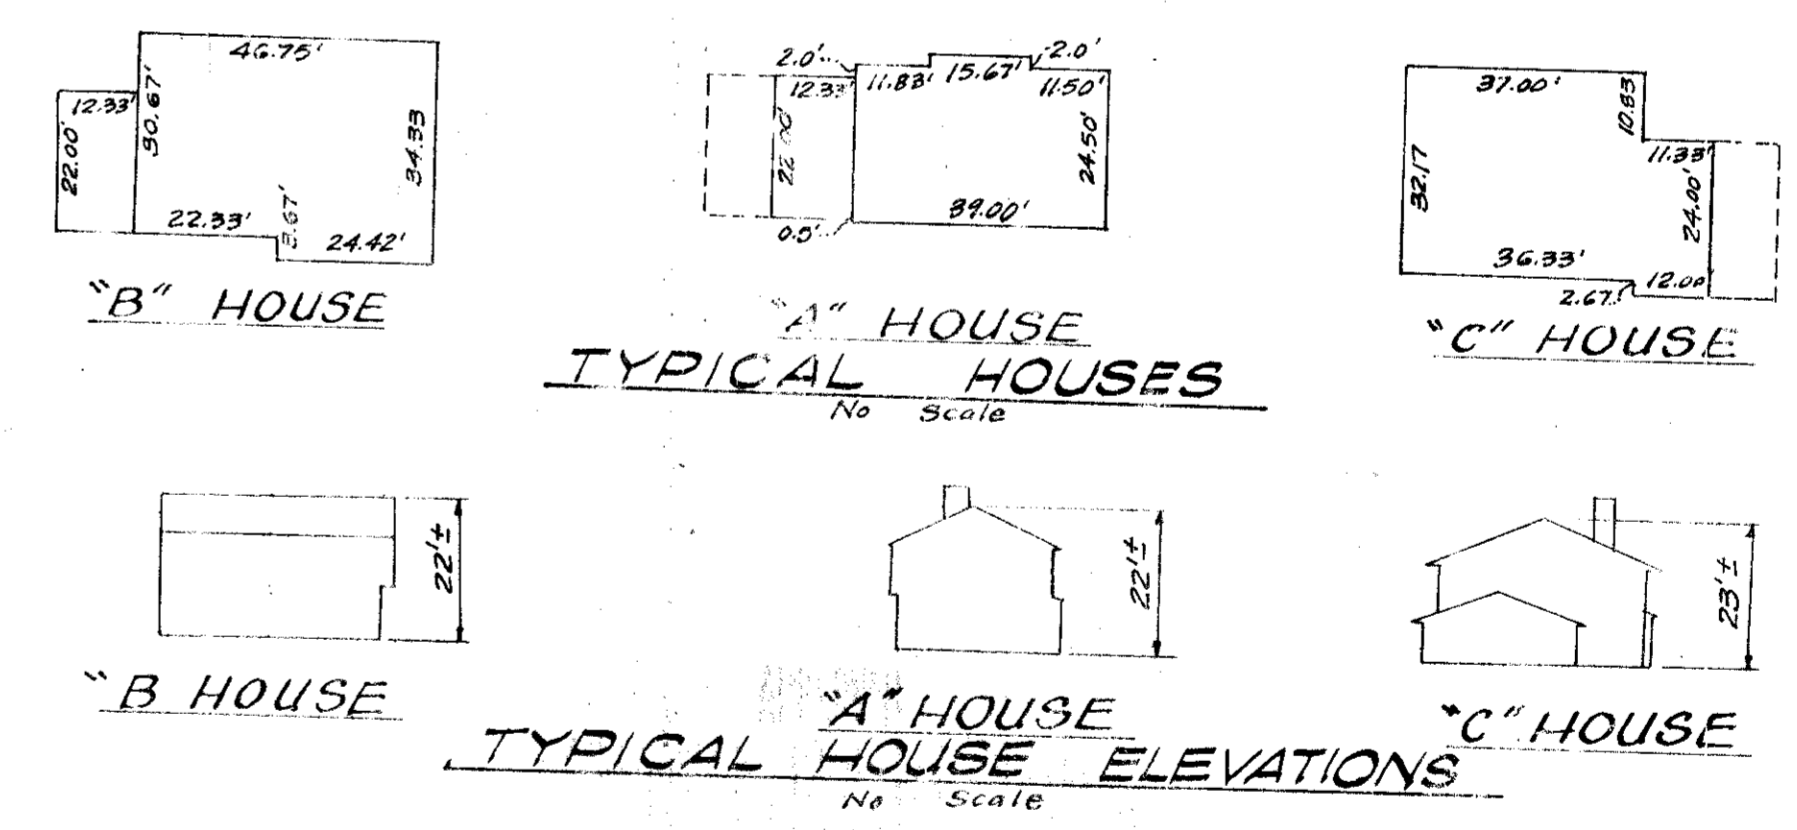 46.75'
12.33'
30.67'
22.00'
34.33
22.33'
3.67'
24.42'
"B" HOUSE
2.0'
2.0'
12.33'
11.83'
15.67'
11.50'
22.00'
24.50'
39.00'
0.5'
"A" HOUSE
37.00'
10.83
11.33'
32.17
24.00'
36.33'
12.00'
2.67'
"C" HOUSE
TYPICAL HOUSES
No Scale
22'±
"B HOUSE
22'±
"A" HOUSE
23'±
"C" HOUSE
TYPICAL HOUSE ELEVATIONS
No Scale